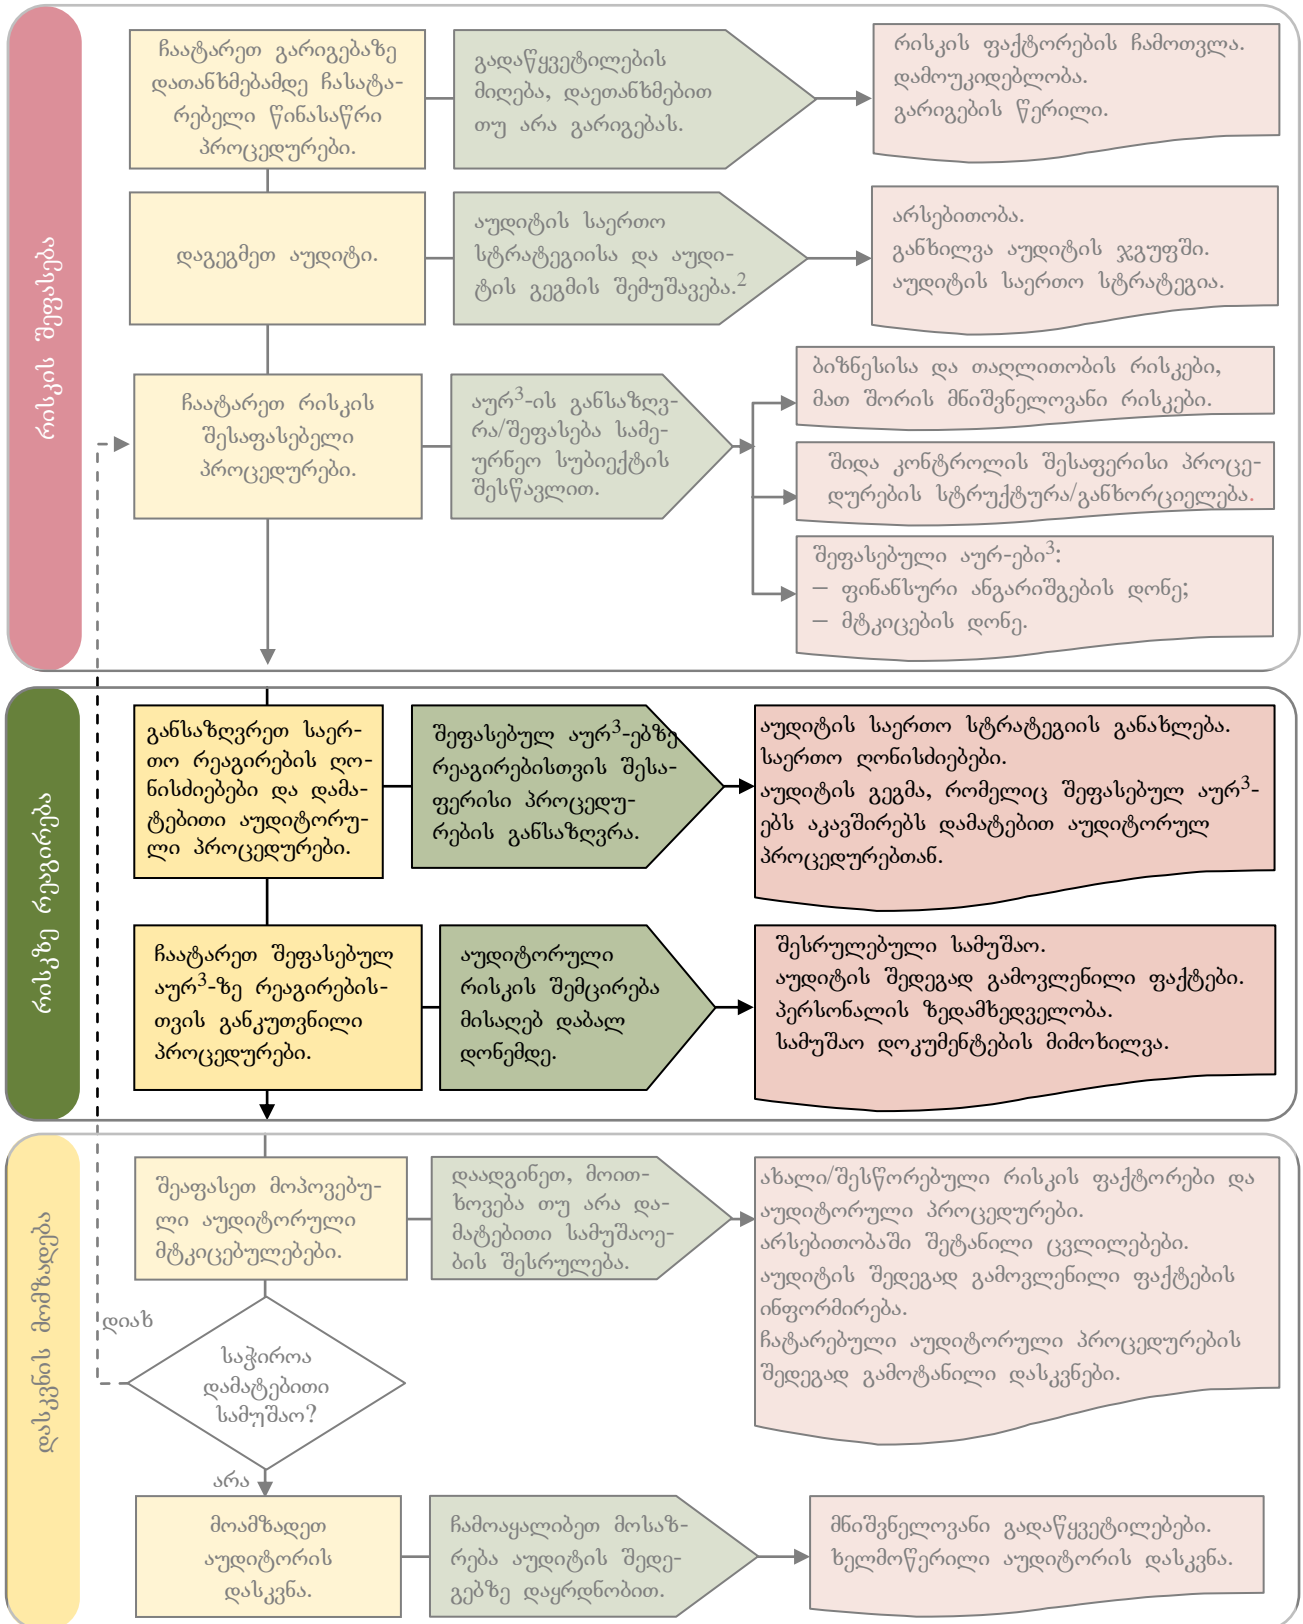 რისკის შეფასება
ჩაატარეთ გარიგებაზე
დათანხმებამდე ჩასატა-
რებელი წინასაწრი
პროცედურები.
გადაწყვეტილების
მიღება, დაეთანხმებით
თუ არა გარიგებას.
რისკის ფაქტორების ჩამოთვლა.
დამოუკიდებლობა.
გარიგების წერილი.
დაგეგმეთ აუდიტი.
აუდიტის საერთო
სტრატეგიისა და აუდი-
ტის გეგმის შემუშავება.²
არსებითობა.
განხილვა აუდიტის ჯგუფში.
აუდიტის საერთო სტრატეგია.
ჩაატარეთ რისკის
შესაფასებელი
პროცედურები.
აურ³-ის განსაზღვ-
რა/შეფასება სამე-
ურნეო სუბიექტის
შესწავლით.
ბიზნესისა და თაღლითობის რისკები,
მათ შორის მნიშვნელოვანი რისკები.
შიდა კონტროლის შესაფერისი პროცე-
დურების სტრუქტურა/განხორციელება.
შეფასებული აურ-ები³:
– ფინანსური ანგარიშგების დონე;
– მტკიცების დონე.
რისკზე რეაგირება
განსაზღვრეთ საერ-
თო რეაგირების ღო-
ნისძიებები და დამა-
ტებითი აუდიტორუ-
ლი პროცედურები.
შეფასებულ აურ³-ებზე
რეაგირებისთვის შესა-
ფერისი პროცედუ-
რების განსაზღვრა.
აუდიტის საერთო სტრატეგიის განახლება.
საერთო ღონისძიებები.
აუდიტის გეგმა, რომელიც შეფასებულ აურ³-
ებს აკავშირებს დამატებით აუდიტორულ
პროცედურებთან.
ჩაატარეთ შეფასებულ
აურ³-ზე რეაგირების-
თვის განკუთვნილი
პროცედურები.
აუდიტორული
რისკის შემცირება
მისაღებ დაბალ
დონემდე.
შესრულებული სამუშაო.
აუდიტის შედეგად გამოვლენილი ფაქტები.
პერსონალის ზედამხედველობა.
სამუშაო დოკუმენტების მიმოხილვა.
დასკვნის მომზადება
შეაფასეთ მოპოვებუ-
ლი აუდიტორული
მტკიცებულებები.
დაადგინეთ, მოით-
ხოვება თუ არა და-
მატებითი სამუშაოე-
ბის შესრულება.
ახალი/შესწორებული რისკის ფაქტორები და
აუდიტორული პროცედურები.
არსებითობაში შეტანილი ცვლილებები.
აუდიტის შედეგად გამოვლენილი ფაქტების
ინფორმირება.
ჩატარებული აუდიტორული პროცედურების
შედეგად გამოტანილი დასკვნები.
დიახ
საჭიროა
დამატებითი
სამუშაო?
არა
მოამზადეთ
აუდიტორის
დასკვნა.
ჩამოაყალიბეთ მოსაზ-
რება აუდიტის შედე-
გებზე დაყრდნობით.
მნიშვნელოვანი გადაწყვეტილებები.
ხელმოწერილი აუდიტორის დასკვნა.